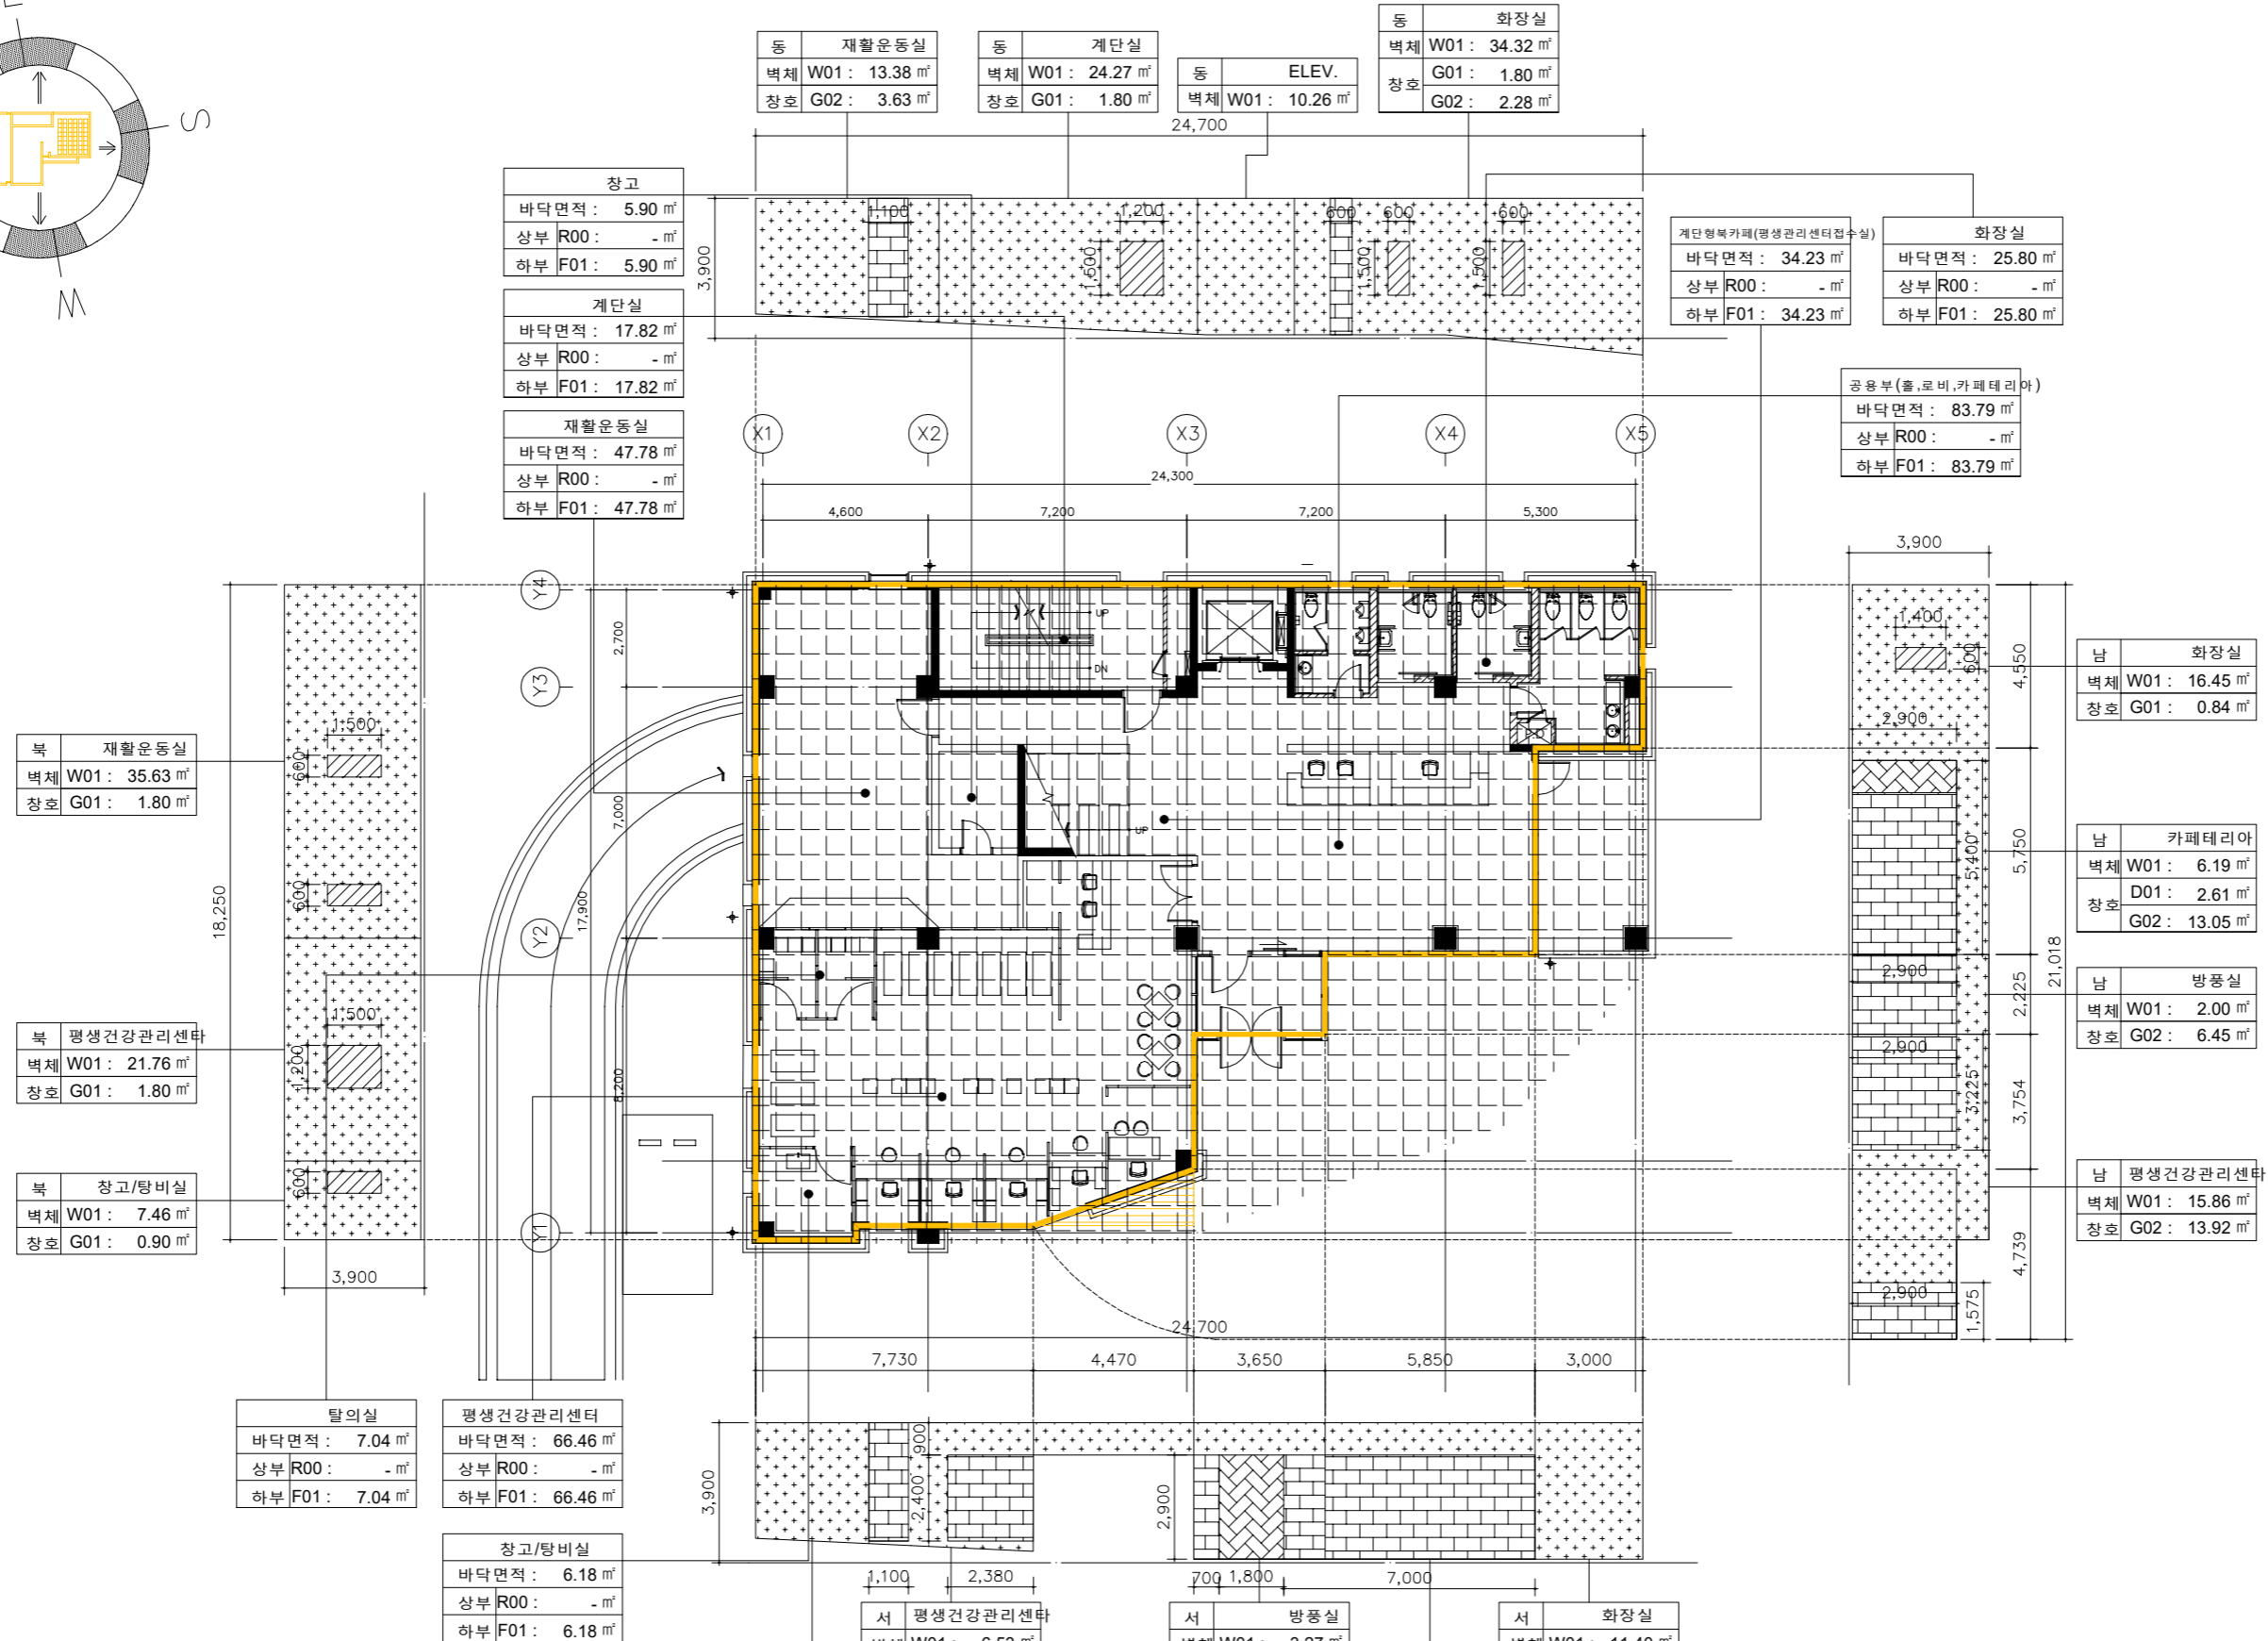 S
W
동 재활운동실
벽체 W01 : 13.38 ㎡
창호 G02 : 3.63 ㎡
동 계단실
벽체 W01 : 24.27 ㎡
창호 G01 : 1.80 ㎡
동 ELEV.
벽체 W01 : 10.26 ㎡
동 화장실
벽체 W01 : 34.32 ㎡
창호 G01 : 1.80 ㎡
G02 : 2.28 ㎡
24,700
창고
바닥면적 : 5.90 ㎡
상부 R00 : - ㎡
하부 F01 : 5.90 ㎡
계단실
바닥면적 : 17.82 ㎡
상부 R00 : - ㎡
하부 F01 : 17.82 ㎡
재활운동실
바닥면적 : 47.78 ㎡
상부 R00 : - ㎡
하부 F01 : 47.78 ㎡
3,900
1,100
1,200
1,500
600
600
1,500
600
1,500
계단형북카페(평생관리센터접수실)
바닥면적 : 34.23 ㎡
상부 R00 : - ㎡
하부 F01 : 34.23 ㎡
화장실
바닥면적 : 25.80 ㎡
상부 R00 : - ㎡
하부 F01 : 25.80 ㎡
공용부(홀,로비,카페테리아)
바닥면적 : 83.79 ㎡
상부 R00 : - ㎡
하부 F01 : 83.79 ㎡
X1
X2
X3
X4
X5
24,300
4,600
7,200
7,200
5,300
Y4
Y3
Y2
Y1
2,700
7,000
17,900
8,200
UP
DN
UP
P.D
북 재활운동실
벽체 W01 : 35.63 ㎡
창호 G01 : 1.80 ㎡
북 평생건강관리센타
벽체 W01 : 21.76 ㎡
창호 G01 : 1.80 ㎡
북 창고/탕비실
벽체 W01 : 7.46 ㎡
창호 G01 : 0.90 ㎡
18,250
1,500
600
600
1,500
1,200
600
3,900
3,900
1,400
600
2,900
5,400
2,900
2,900
3,225
2,900
1,575
4,550
5,750
2,225
3,754
4,739
21,018
남 화장실
벽체 W01 : 16.45 ㎡
창호 G01 : 0.84 ㎡
남 카페테리아
벽체 W01 : 6.19 ㎡
창호 D01 : 2.61 ㎡
G02 : 13.05 ㎡
남 방풍실
벽체 W01 : 2.00 ㎡
창호 G02 : 6.45 ㎡
남 평생건강관리센타
벽체 W01 : 15.86 ㎡
창호 G02 : 13.92 ㎡
24,700
7,730
4,470
3,650
5,850
3,000
탈의실
바닥면적 : 7.04 ㎡
상부 R00 : - ㎡
하부 F01 : 7.04 ㎡
평생건강관리센터
바닥면적 : 66.46 ㎡
상부 R00 : - ㎡
하부 F01 : 66.46 ㎡
창고/탕비실
바닥면적 : 6.18 ㎡
상부 R00 : - ㎡
하부 F01 : 6.18 ㎡
3,900
900
2,400
2,900
1,100
2,380
700
1,800
7,000
서 평생건강관리센타
벽체 W01 : 6.52 ㎡
서 방풍실
벽체 W01 : 3.27 ㎡
서 화장실
벽체 W01 : 11.40 ㎡